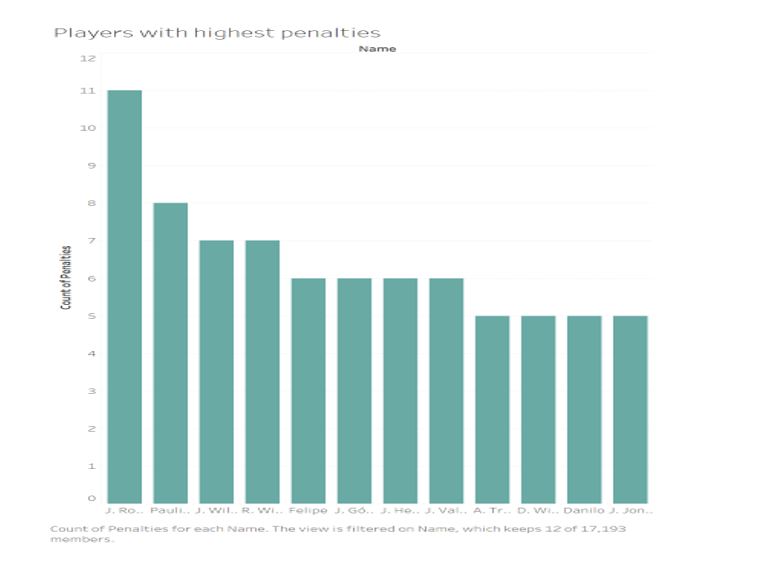 Players with highest penalties
Name
12
11
10
9
8
7
6
5
4
3
2
1
0
Count of Penalties
J. Ro.. Pauli.. J. Wil.. R. Wi.. Felipe J. Gó.. J. He.. J. Val.. A. Tr.. D. Wi.. Danilo J. Jon..
Count of Penalties for each Name. The view is filtered on Name, which keeps 12 of 17,193
members.